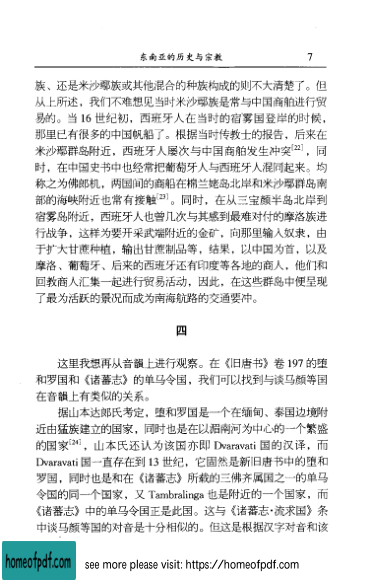 东南亚的历史与宗教 7
族、还是米沙鄢族或其他混合的种族构成的则不大清楚了。但
从上所述，我们不难想见当时米沙鄢族是常与中国商舶进行贸
易的。当 16 世纪初，西班牙人在当时的宿雾国登岸的时候，
那里已有很多的中国帆船了。根据当时传教士的报告，后来在
米沙鄢群岛附近，西班牙人屡次与中国商舶发生冲突[22]，同
时，在中国史书中也经常把葡萄牙人与西班牙人混同起来。均
称之为佛郎机，两国间的商船在棉兰姥岛北岸和米沙鄢群岛南
部的海峡附近也常有接触[23]。同时，在从三宝颜半岛北岸到
宿雾岛附近，西班牙人也曾几次与其感到最难对付的摩洛族进
行战争，这样为要开采武端附近的金矿，向那里输入奴隶，由
于扩大甘蔗种植，输出甘蔗制品等，结果，以中国为首，以及
摩洛、葡萄牙、后来的西班牙还有印度等各地的商人，他们和
回教商人汇集一起进行贸易活动，因此，在这些群岛中便呈现
了最为活跃的景况而成为南海航路的交通要冲。
四
这里我想再从音韻上进行观察。在《旧唐书》卷 197 的堕
和罗国和《诸蕃志》的单马令国，我们可以找到与谈马颜等国
在音韻上有类似的关系。
据山本达郎氏考定，堕和罗国是一个在缅甸、泰国边境附
近由猛族建立的国家，同时也是在以湄南河为中心的一个繁盛
的国家[24]，山本氏还认为该国亦即 Dvaravati 国的汉译，而
Dvaravati 国一直存在到 13 世纪，它固然是新旧唐书中的堕和
罗国，同时也是和在《诸蕃志》所载的三佛齐属国之一的单马
令国的同一个国家，又 Tambralinga 也是附近的一个国家，而
《诸蕃志》中的单马令国正是此国。这与《诸蕃志·流求国》条
中谈马颜等国的对音是十分相似的。但这是根据汉字对音和该
homeofpdf.com see more please visit: https://homeofpdf.com